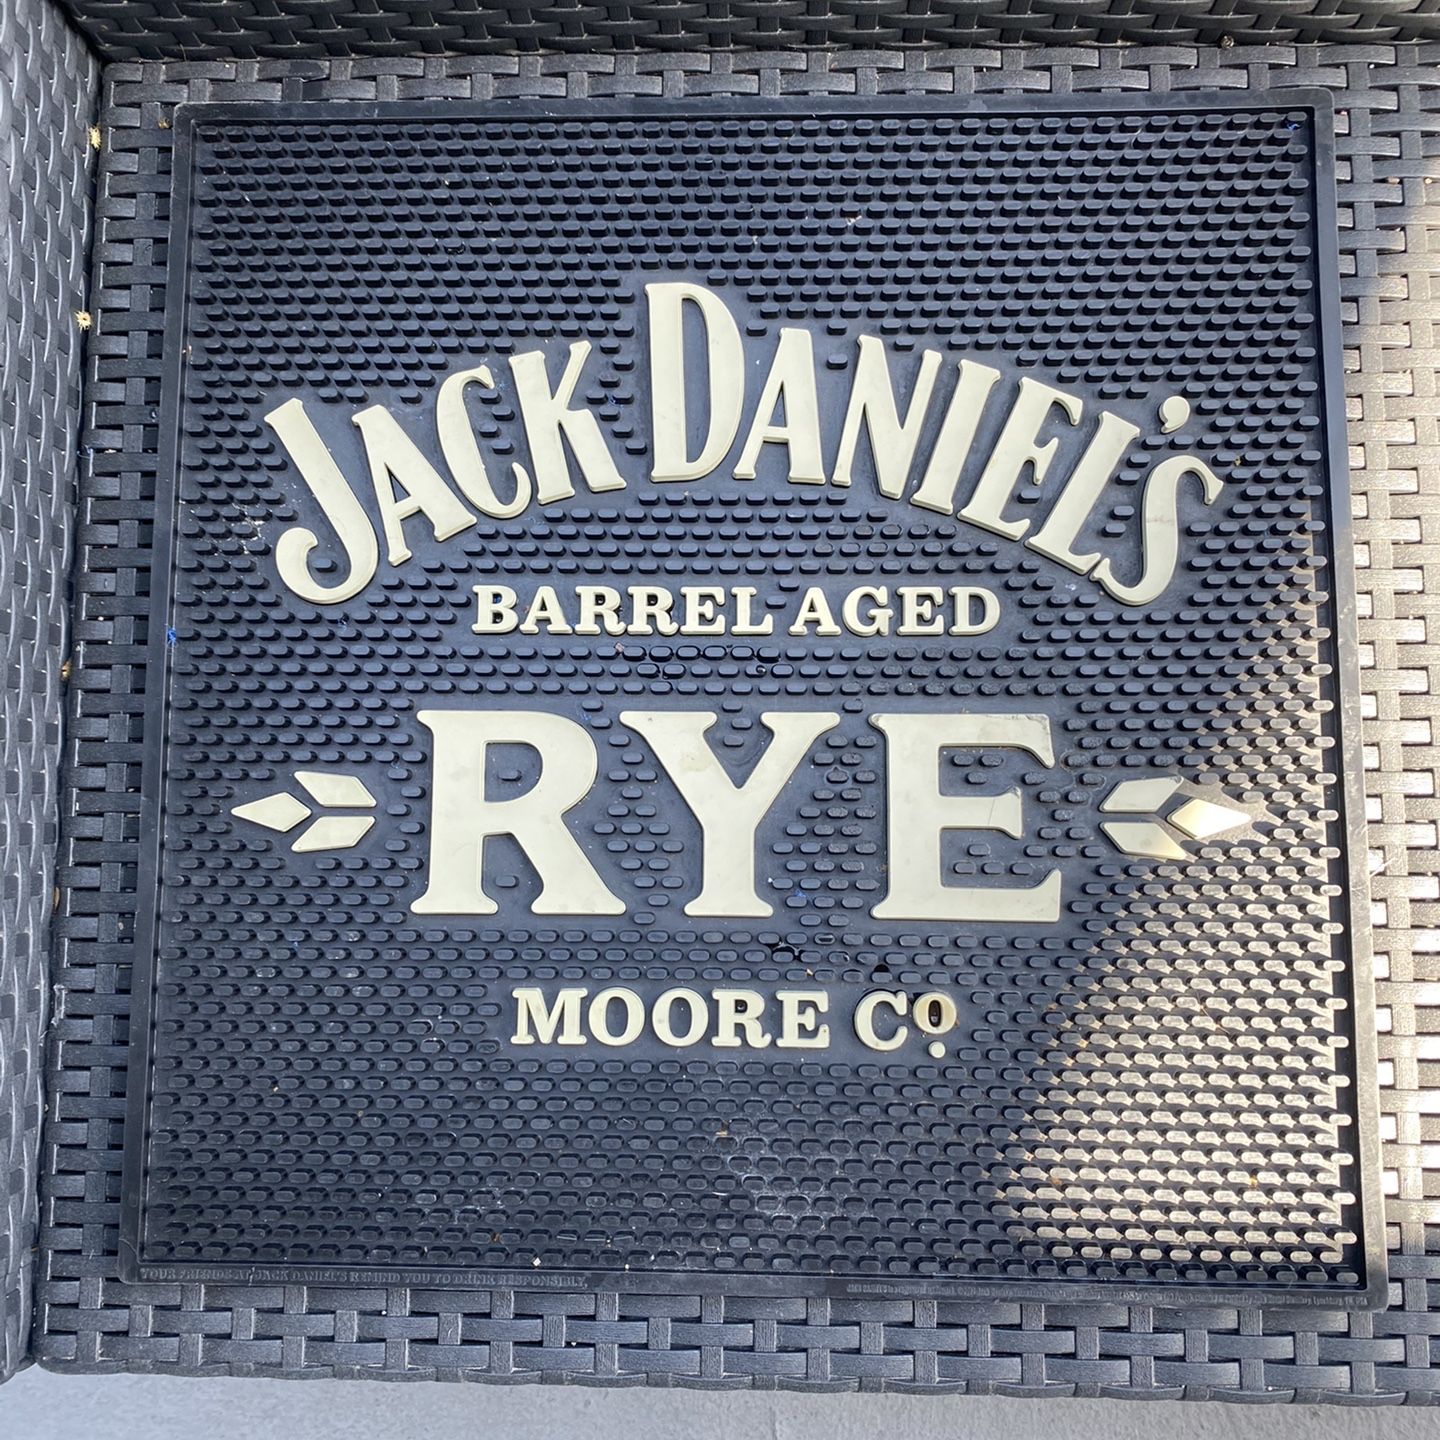 JACK DANIEL'S
BARREL AGED
RYE
MOORE Cº.
YOUR FRIENDS AT JACK DANIEL'S REMIND YOU TO DRINK RESPONSIBLY.